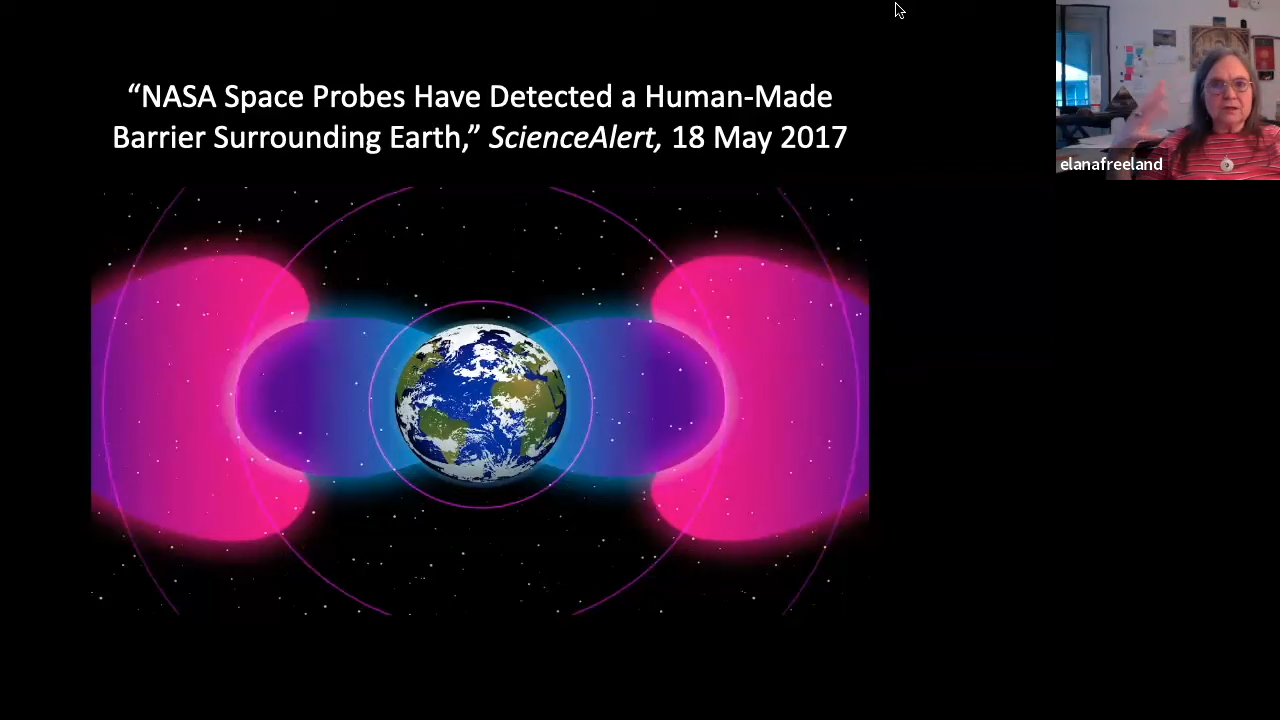 “NASA Space Probes Have Detected a Human-Made
Barrier Surrounding Earth,” ScienceAlert, 18 May 2017
elanafreeland